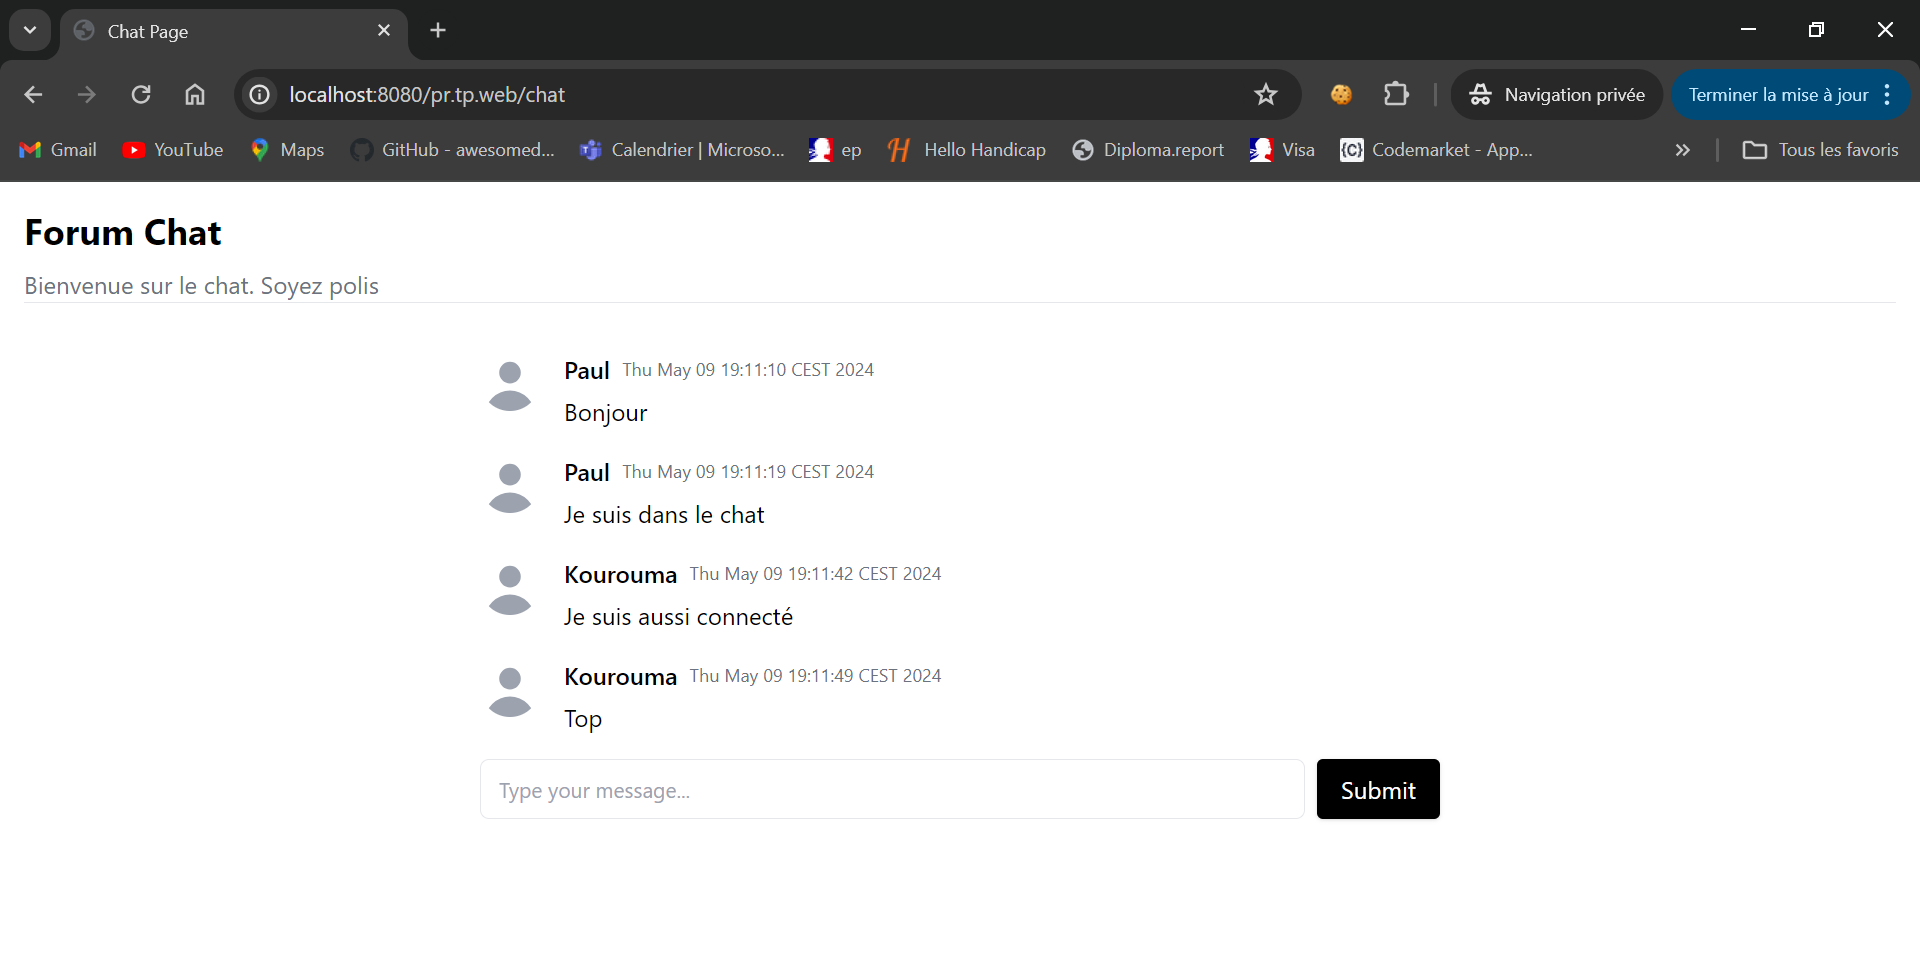 Chat Page
localhost:8080/pr.tp.web/chat
Navigation privée
Terminer la mise à jour
Gmail YouTube Maps GitHub - awesomed... Calendrier | Microso... ep Hello Handicap Diploma.report Visa {C} Codemarket - App... Tous les favoris
Forum Chat
Bienvenue sur le chat. Soyez polis
Paul Thu May 09 19:11:10 CEST 2024
Bonjour
Paul Thu May 09 19:11:19 CEST 2024
Je suis dans le chat
Kourouma Thu May 09 19:11:42 CEST 2024
Je suis aussi connecté
Kourouma Thu May 09 19:11:49 CEST 2024
Top
Type your message... Submit